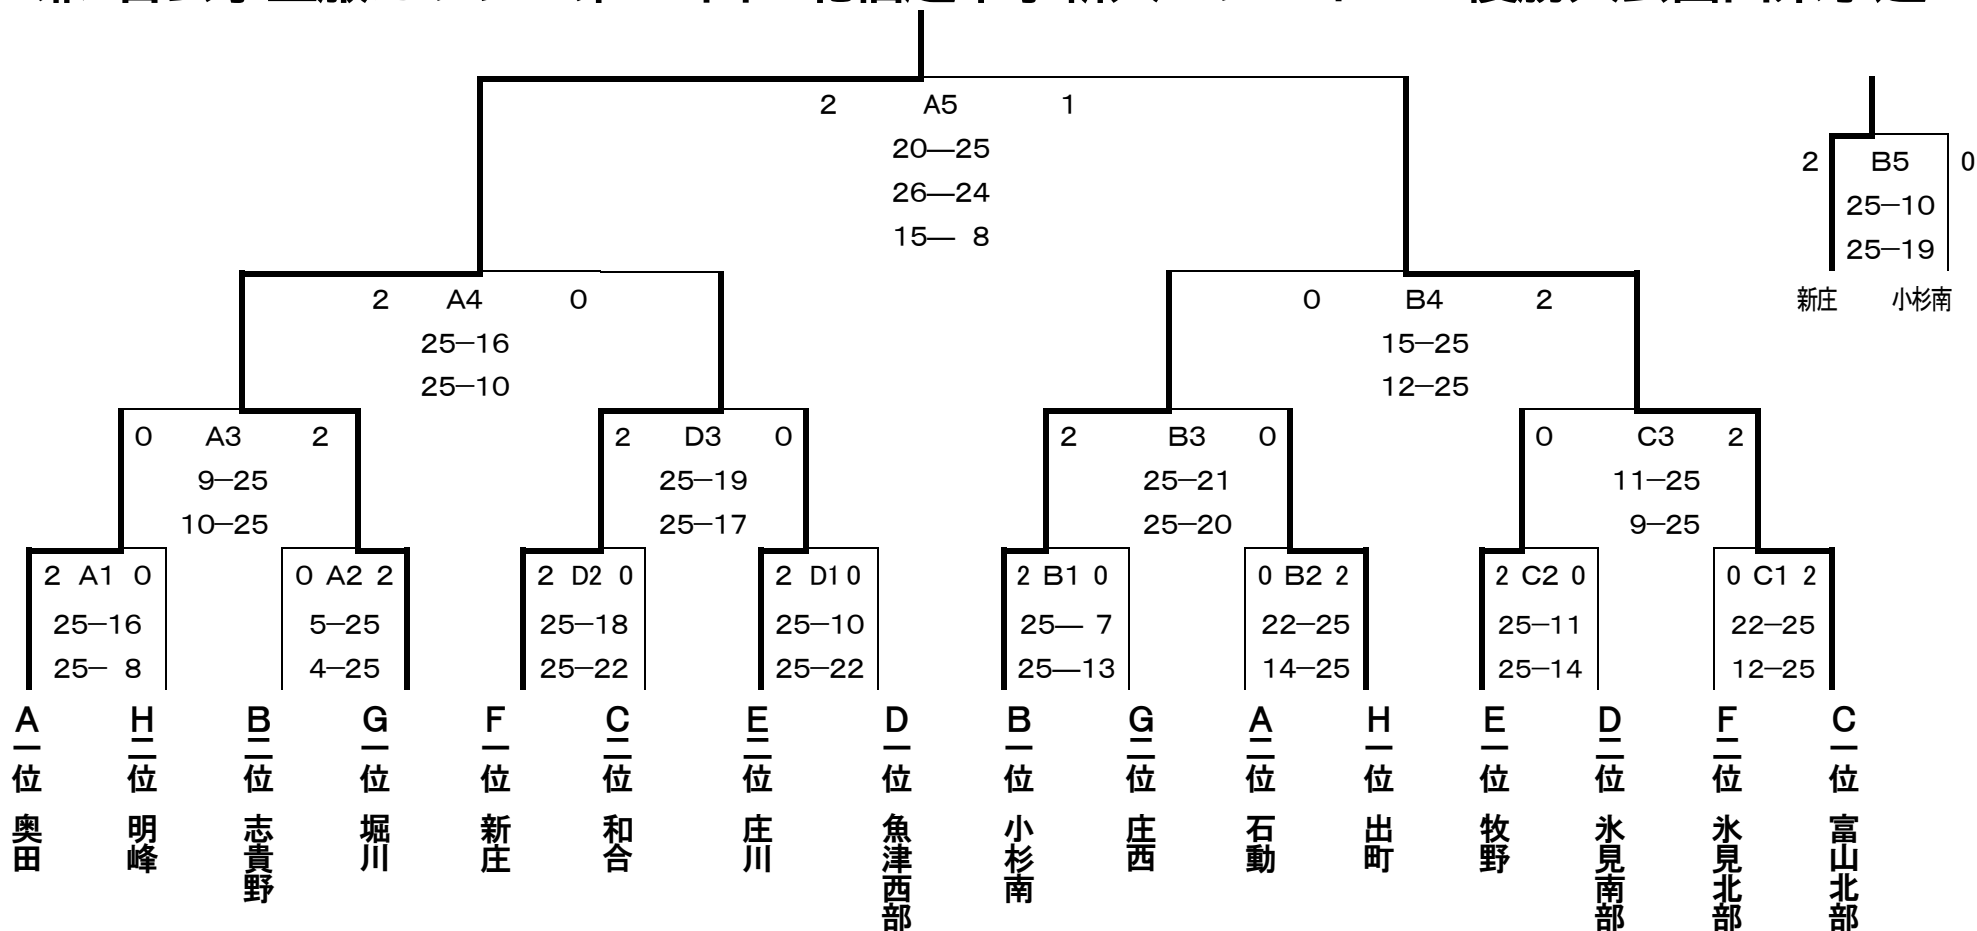 2 A5 1
20―25
26―24
15― 8
2 B5 0
25−10
25−19
新庄 小杉南
2 A4 0
25−16
25−10
0 B4 2
15−25
12−25
0 A3 2
9−25
10−25
2 D3 0
25−19
25−17
2 B3 0
25−21
25−20
0 C3 2
11−25
9−25
2 A1 0
25−16
25− 8
0 A2 2
5−25
4−25
2 D2 0
25−18
25−22
2 D1 0
25−10
25−22
2 B1 0
25― 7
25―13
0 B2 2
22−25
14−25
2 C2 0
25−11
25−14
0 C1 2
22−25
12−25
A一位 奥田
H二位 明峰
B二位 志貴野
G一位 堀川
F一位 新庄
C二位 和合
E二位 庄川
D一位 魚津西部
B一位 小杉南
G二位 庄西
A二位 石動
H一位 出町
E一位 牧野
D二位 氷見南部
F二位 氷見北部
C一位 富山北部